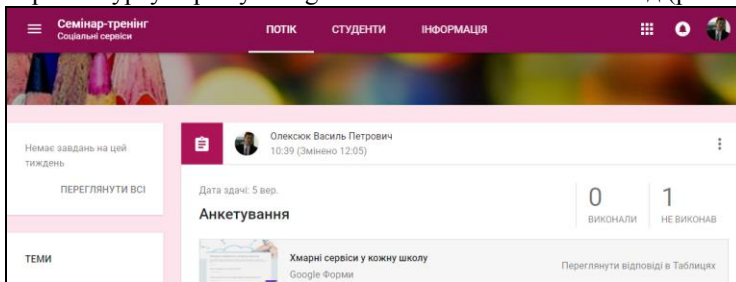 Семінар-тренінг
Соціальні сервіси
ПОТІК СТУДЕНТИ ІНФОРМАЦІЯ
Немає завдань на цей
тиждень
ПЕРЕГЛЯНУТИ ВСІ
ТЕМИ
Олексюк Василь Петрович
10:39 (Змінено 12:05)
Дата здачі: 5 вер.
Анкетування
0
ВИКОНАЛИ
1
НЕ ВИКОНАВ
Хмарні сервіси у кожну школу
Google Форми
Переглянути відповіді в Таблицях